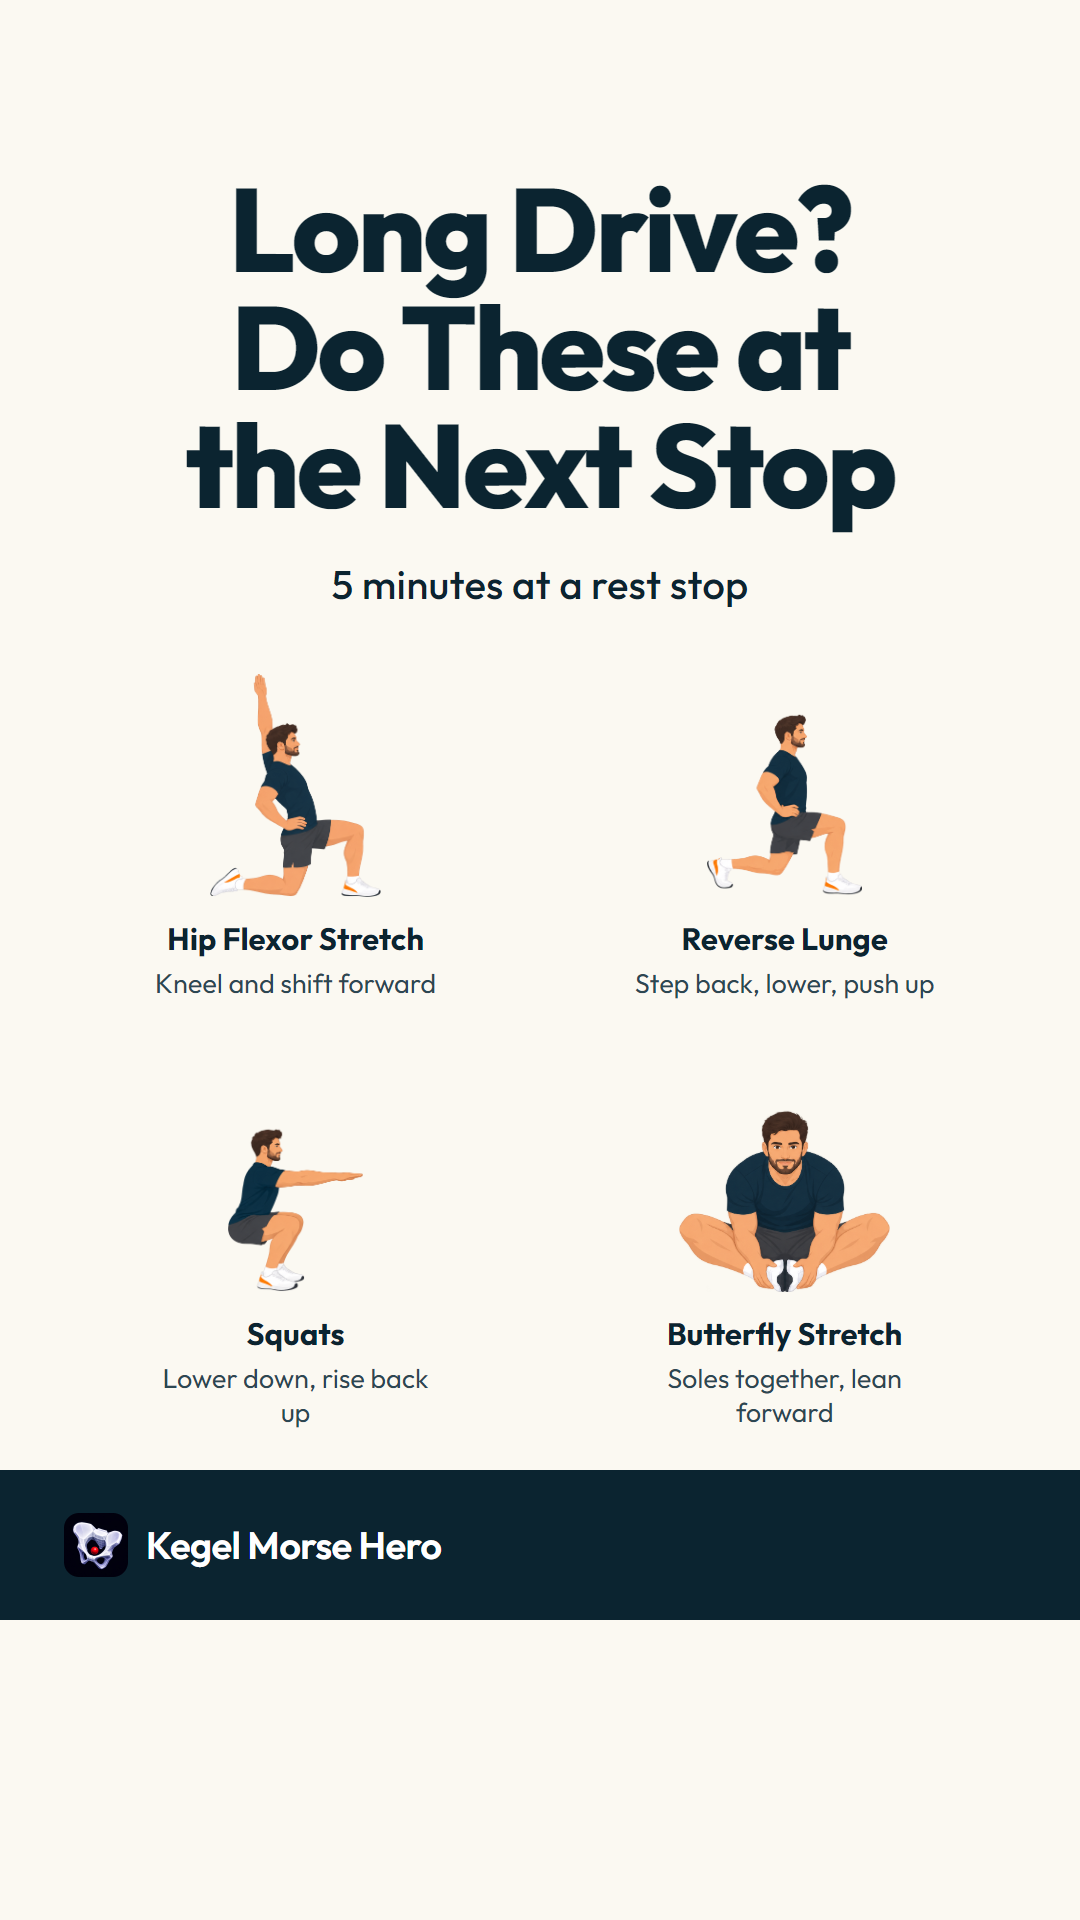 Long Drive?
Do These at
the Next Stop
5 minutes at a rest stop
Hip Flexor Stretch
Kneel and shift forward
Reverse Lunge
Step back, lower, push up
Squats
Lower down, rise back
up
Butterfly Stretch
Soles together, lean
forward
Kegel Morse Hero